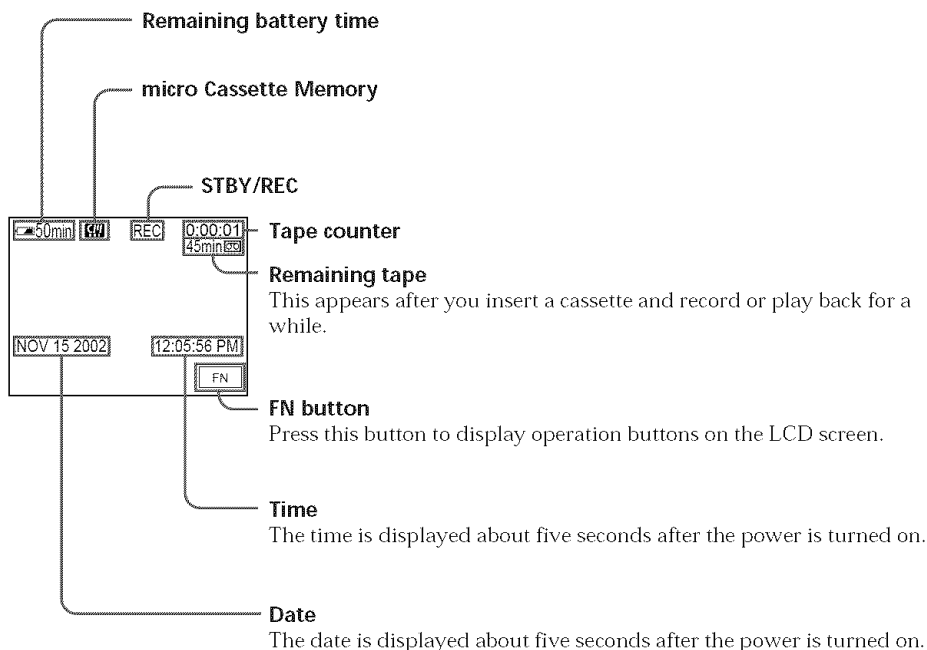 Remaining battery time
micro Cassette Memory
STBY/REC
50min
REC
0:00:01
Tape counter
45min
Remaining tape
This appears after you insert a cassette and record or play back for a
while.
NOV 15 2002
12:05:56 PM
FN
FN button
Press this button to display operation buttons on the LCD screen.
Time
The time is displayed about five seconds after the power is turned on.
Date
The date is displayed about five seconds after the power is turned on.